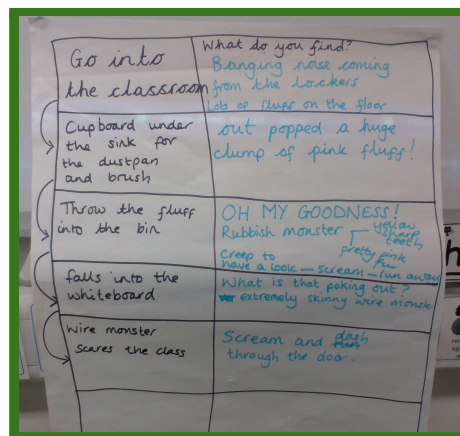 Go into
the classroom
What do you find?
Banging noise coming
from the lockers
Lots of fluff on the floor
Cupboard under
the sink for
the dustpan
and brush
out popped a huge
clump of pink fluff!
Throw the fluff
into the bin
OH MY GOODNESS!
Rubbish monster
yellow
sharp
teeth
pretty pink
fur
Creep to
have a look – scream – run away
falls into the
whiteboard
What is that poking out?
extremely skinny wire monste
Wire monster
scares the class
Scream and dash
through the door.
h